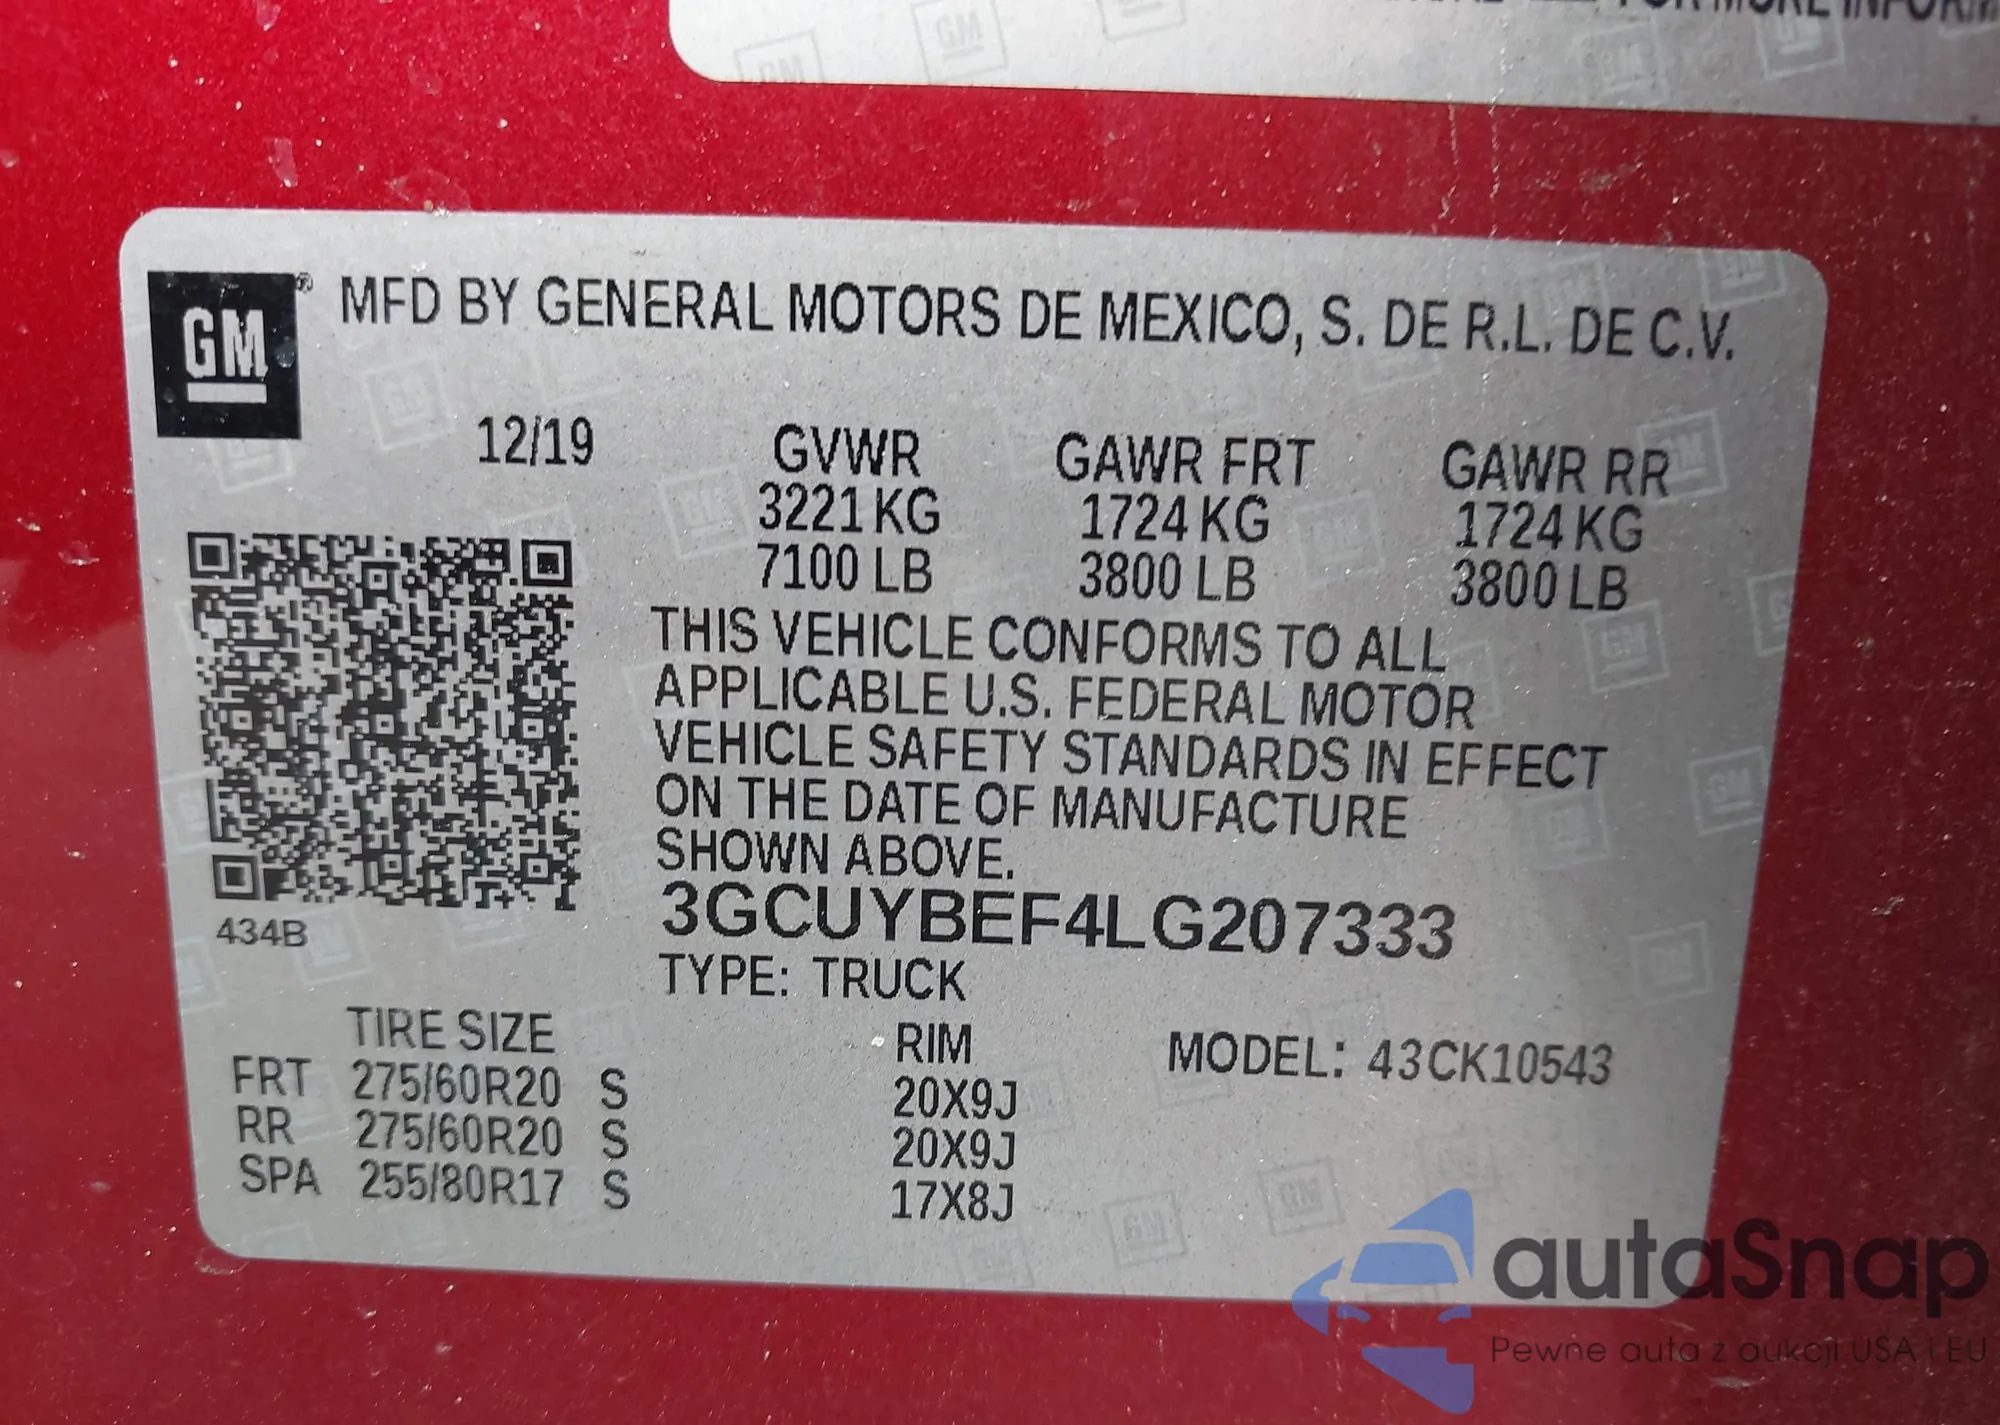 FOR MORE INFORM
GM® MFD BY GENERAL MOTORS DE MEXICO, S. DE R.L. DE C.V.
12/19 GVWR GAWR FRT GAWR RR
3221 KG 1724 KG 1724 KG
7100 LB 3800 LB 3800 LB
THIS VEHICLE CONFORMS TO ALL
APPLICABLE U.S. FEDERAL MOTOR
VEHICLE SAFETY STANDARDS IN EFFECT
ON THE DATE OF MANUFACTURE
SHOWN ABOVE.
3GCUYBEF4LG207333
434B
TYPE: TRUCK
TIRE SIZE RIM MODEL: 43CK10543
FRT 275/60R20 S 20X9J
RR 275/60R20 S 20X9J
SPA 255/80R17 S 17X8J
autaSnap
Pewne auta z aukcji USA i EU